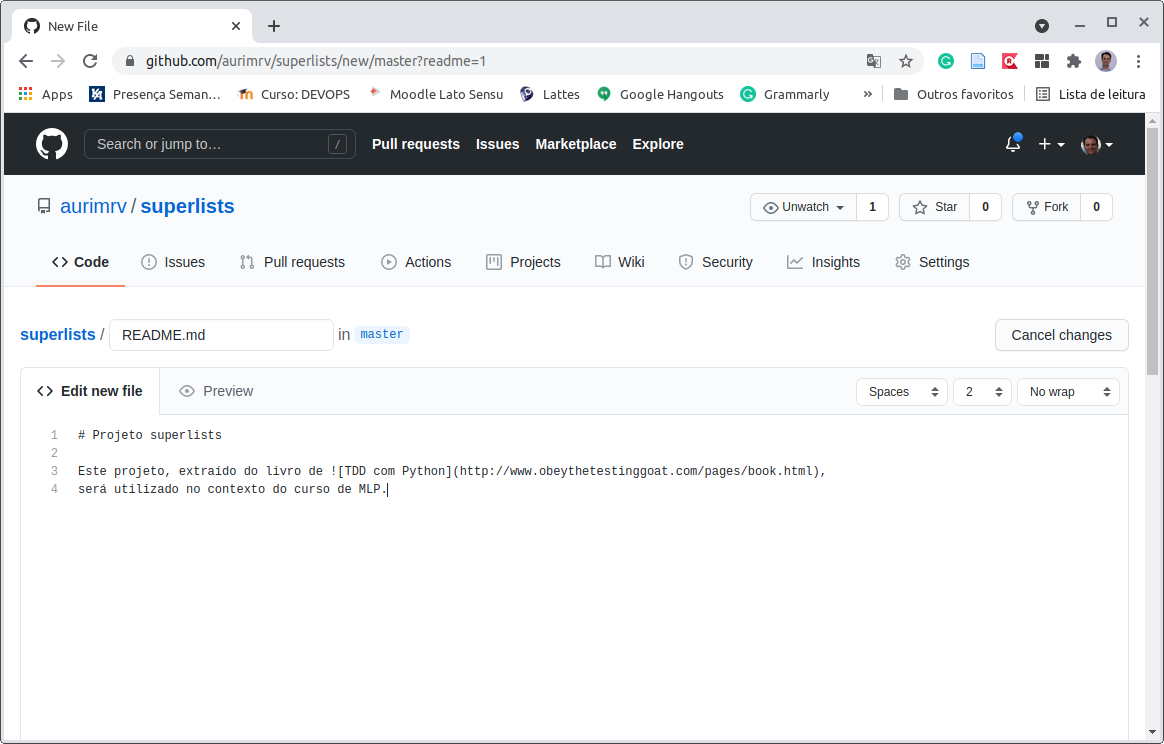 New File
github.com/aurimrv/superlists/new/master?readme=1
Apps Presença Seman… Curso: DEVOPS Moodle Lato Sensu Lattes Google Hangouts Grammarly » Outros favoritos Lista de leitura
Search or jump to… / Pull requests Issues Marketplace Explore
aurimrv / superlists Unwatch 1 Star 0 Fork 0
Code Issues Pull requests Actions Projects Wiki Security Insights Settings
superlists / README.md in master Cancel changes
Edit new file Preview Spaces 2 No wrap
1 # Projeto superlists
2
3 Este projeto, extraído do livro de ![TDD com Python](http://www.obeythetestinggoat.com/pages/book.html),
4 será utilizado no contexto do curso de MLP.